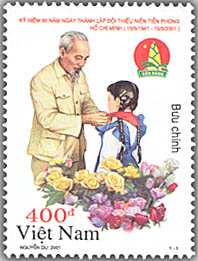 KỶ NIỆM 60 NĂM NGÀY THÀNH LẬP ĐỘI THIẾU NIÊN TIỀN PHONG
HỒ CHÍ MINH (15/5/1941 - 15/5/2001)
SẴN SÀNG
Bưu chính
400đ
Việt Nam
NGUYỄN DU 2001
1-1